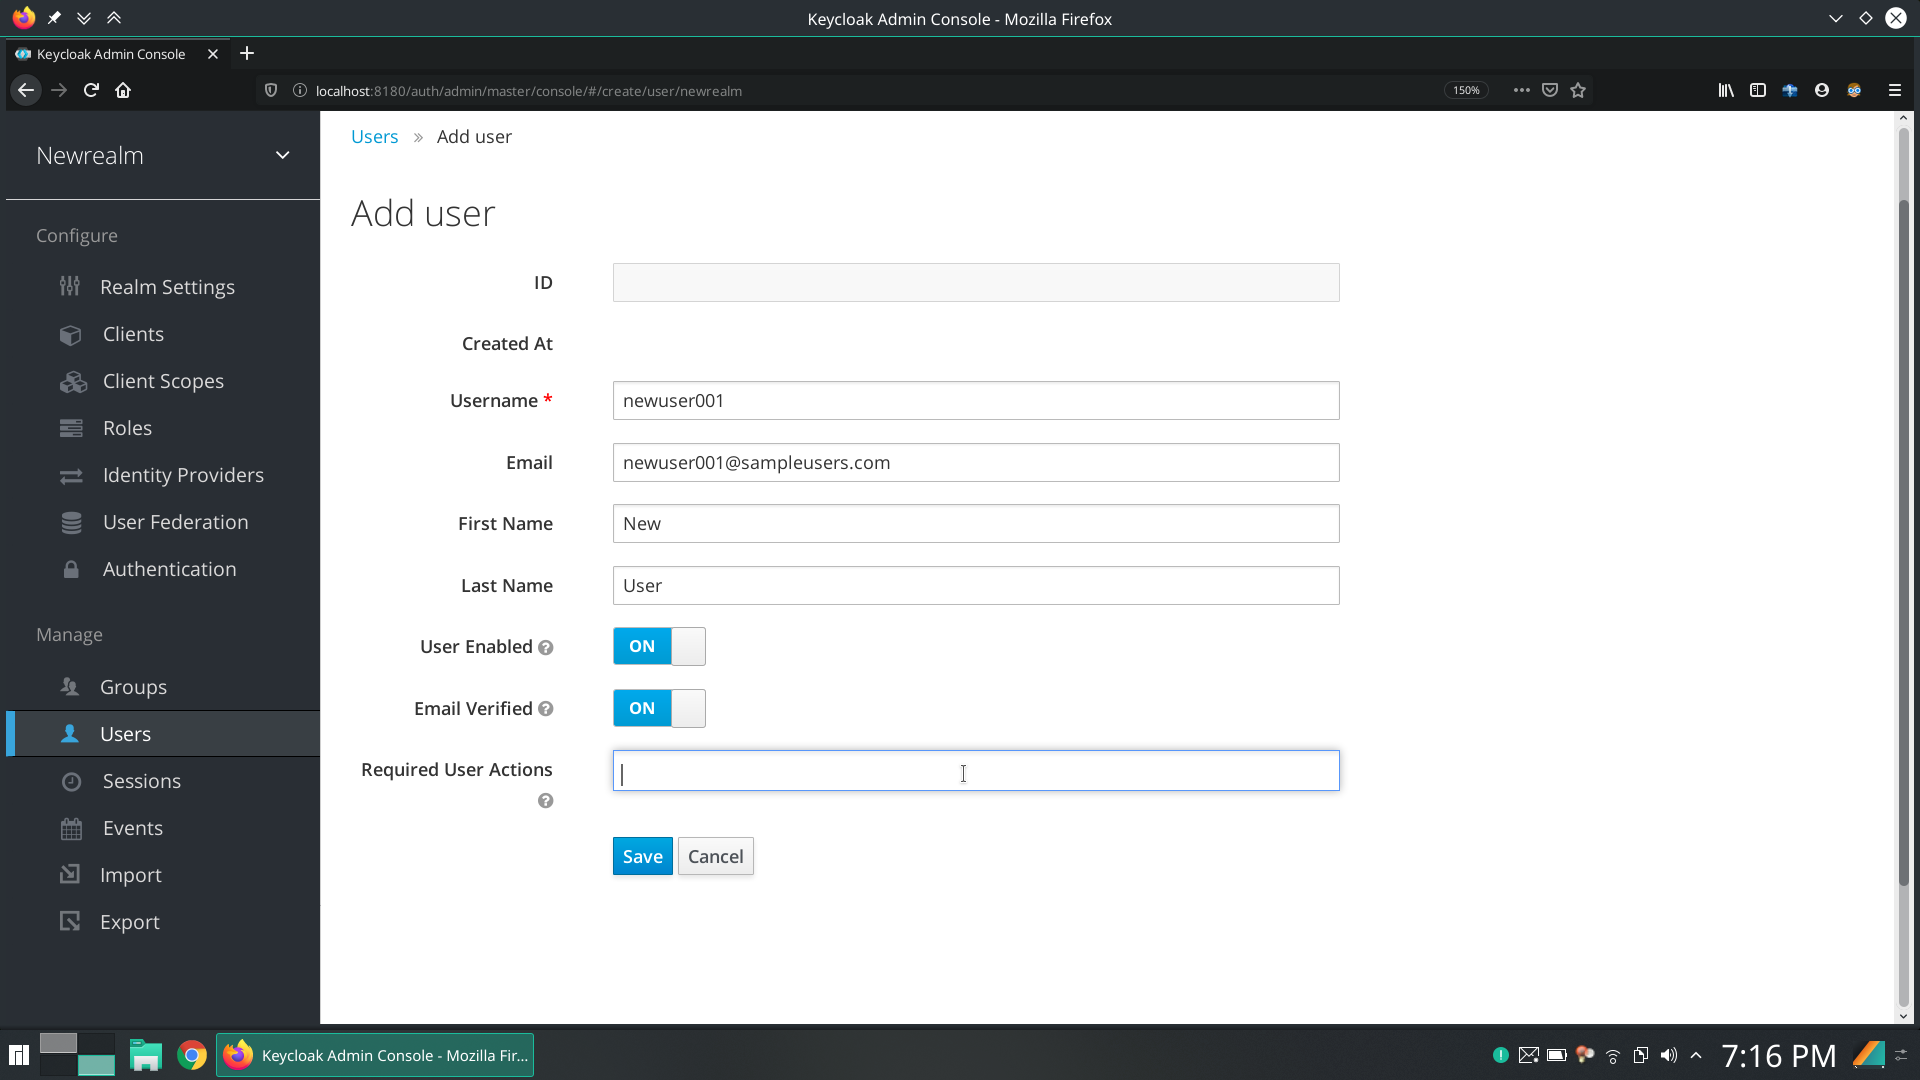 Keycloak Admin Console - Mozilla Firefox
Keycloak Admin Console
localhost:8180/auth/admin/master/console/#/create/user/newrealm
150%
Newrealm
Configure
Realm Settings
Clients
Client Scopes
Roles
Identity Providers
User Federation
Authentication
Manage
Groups
Users
Sessions
Events
Import
Export
Users » Add user
Add user
ID
Created At
Username * newuser001
Email newuser001@sampleusers.com
First Name New
Last Name User
User Enabled ON
Email Verified ON
Required User Actions
Save Cancel
Keycloak Admin Console - Mozilla Fir...
7:16 PM